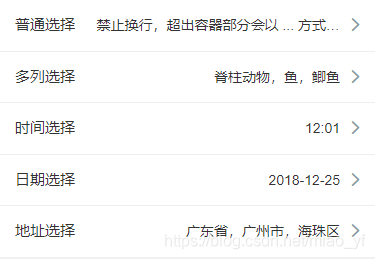 普通选择 禁止换行，超出容器部分会以 ... 方式...
多列选择 脊柱动物，鱼，鲫鱼
时间选择 12:01
日期选择 2018-12-25
地址选择 广东省，广州市，海珠区
https://blog.csdn.net/miao_yf